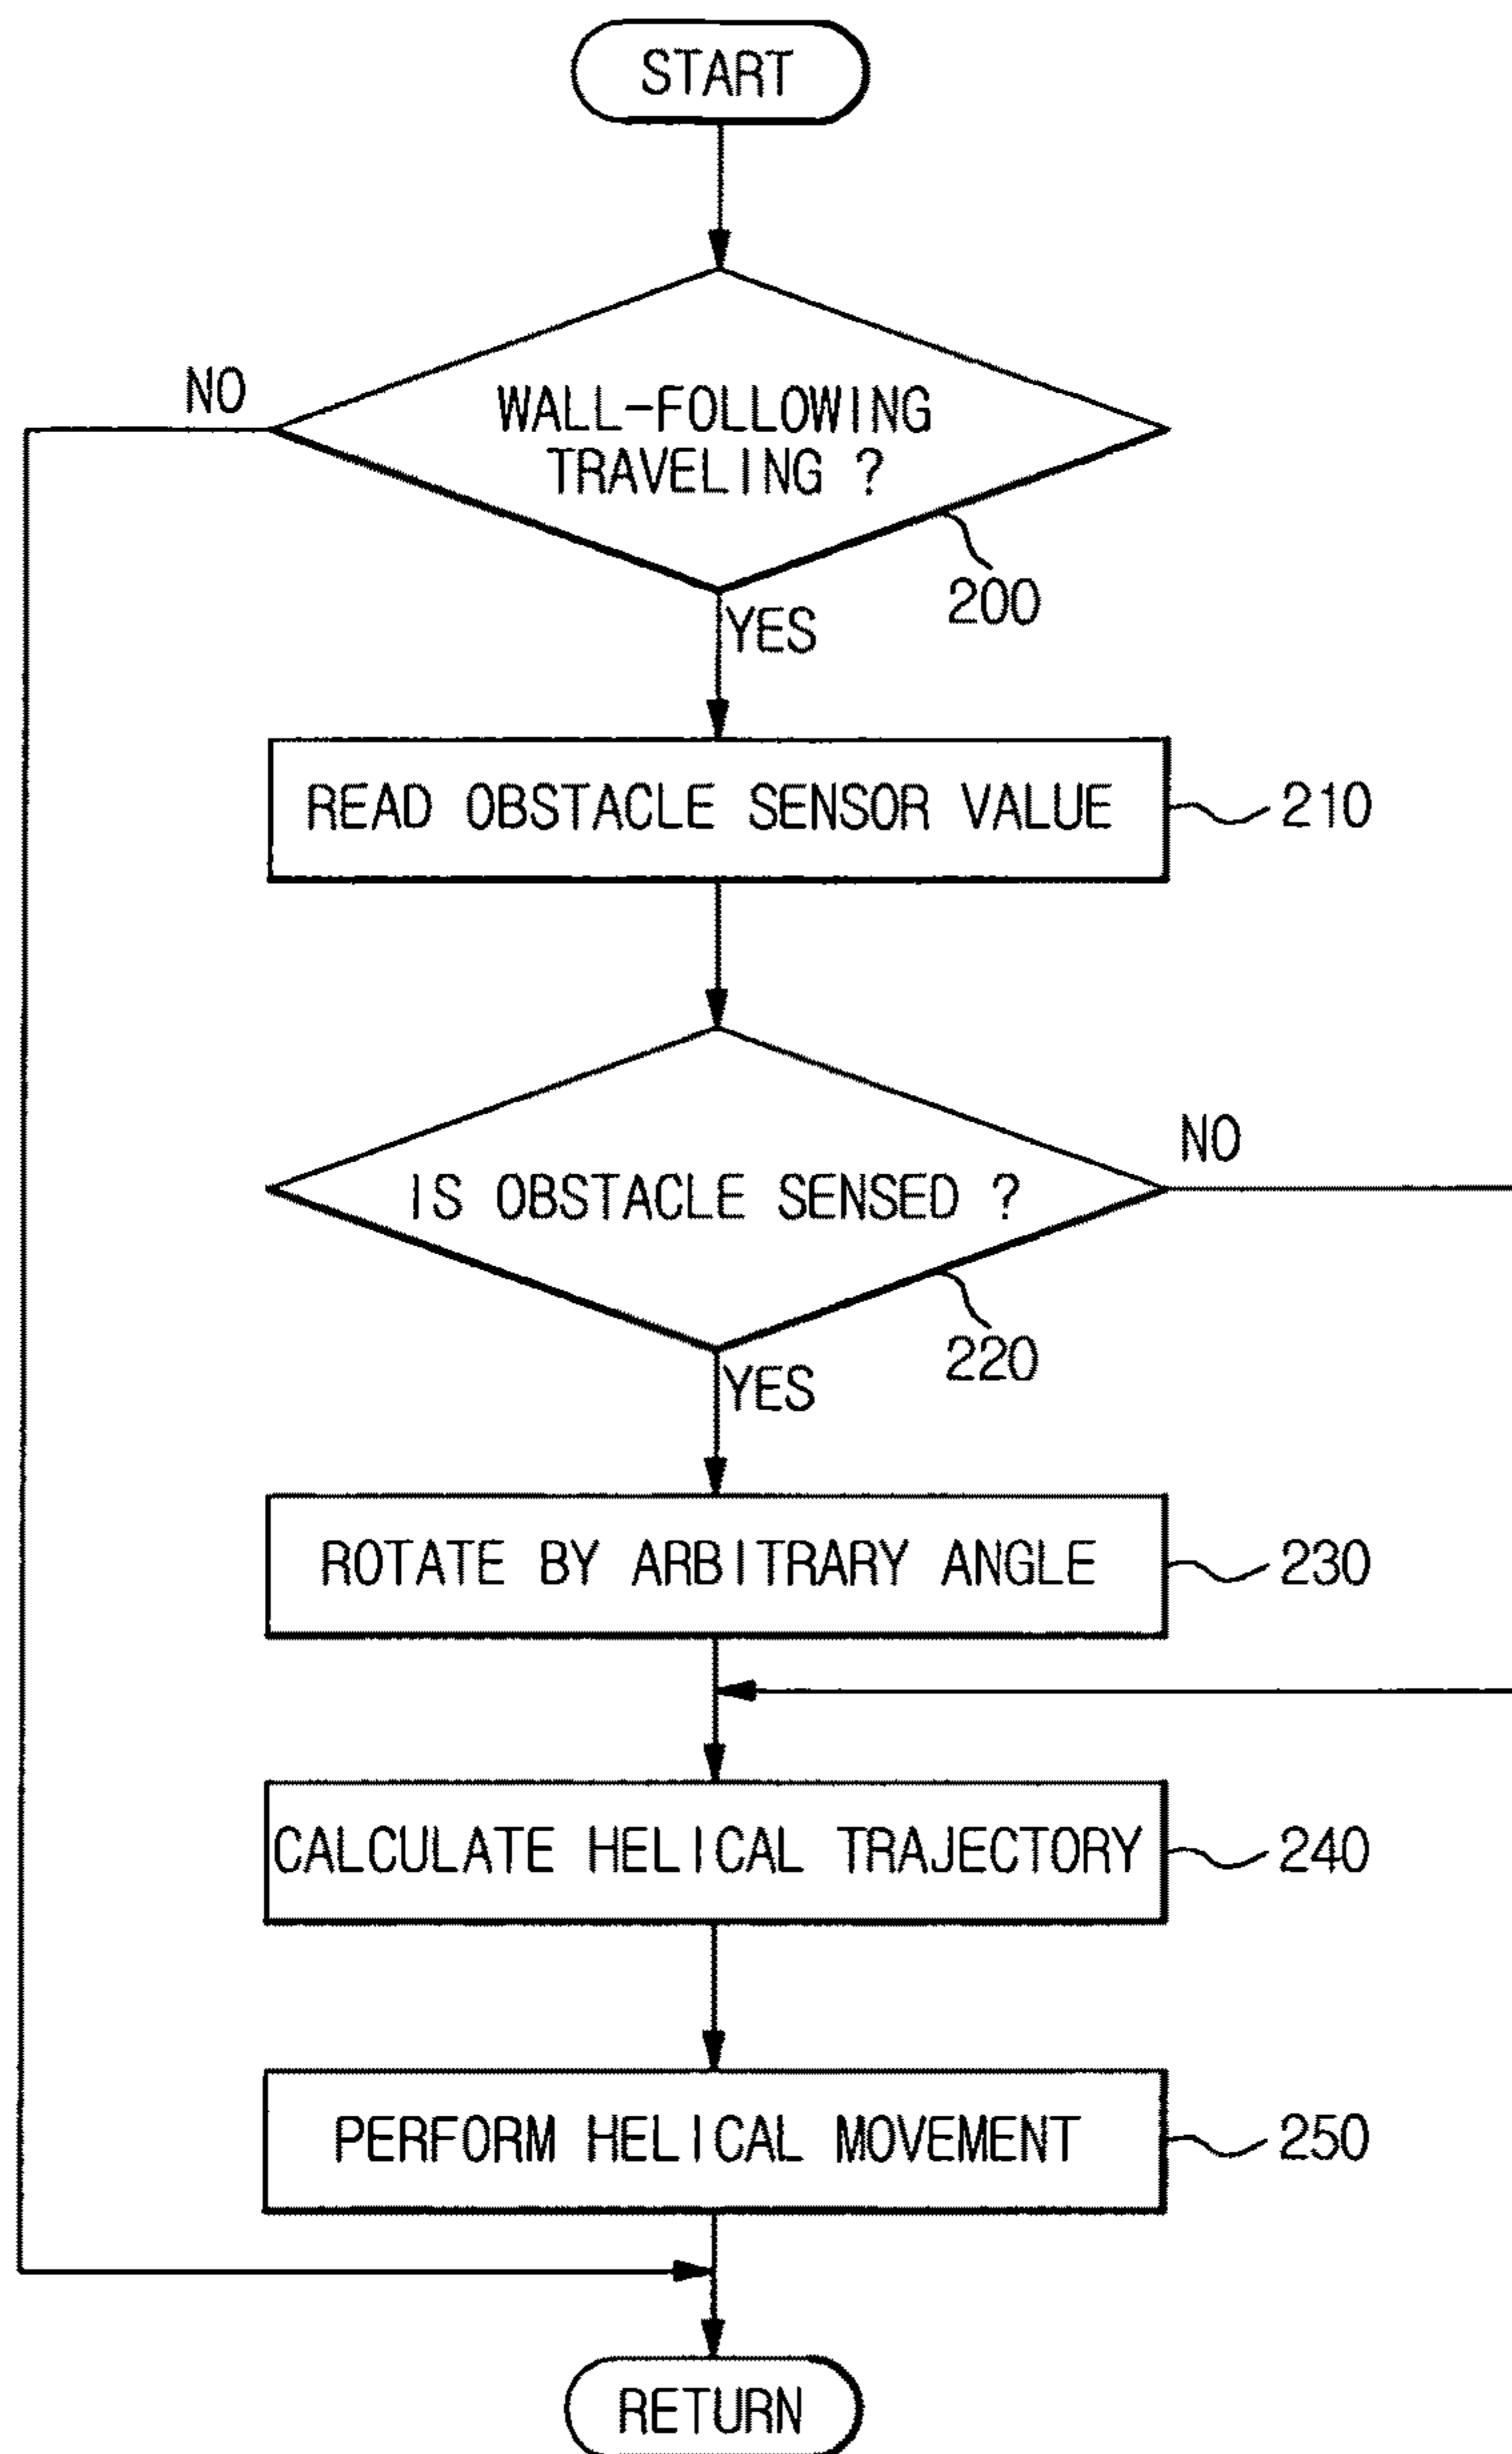 START
NO
WALL-FOLLOWING
TRAVELING ?
200
YES
READ OBSTACLE SENSOR VALUE
210
NO
IS OBSTACLE SENSED ?
220
YES
ROTATE BY ARBITRARY ANGLE
230
CALCULATE HELICAL TRAJECTORY
240
PERFORM HELICAL MOVEMENT
250
RETURN